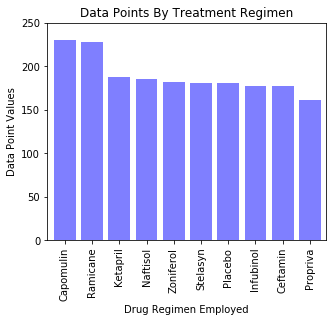 Data Points By Treatment Regimen
250
200
150
100
50
0
Data Point Values
Capomulin
Ramicane
Ketapril
Naftisol
Zoniferol
Stelasyn
Placebo
Infubinol
Ceftamin
Propriva
Drug Regimen Employed